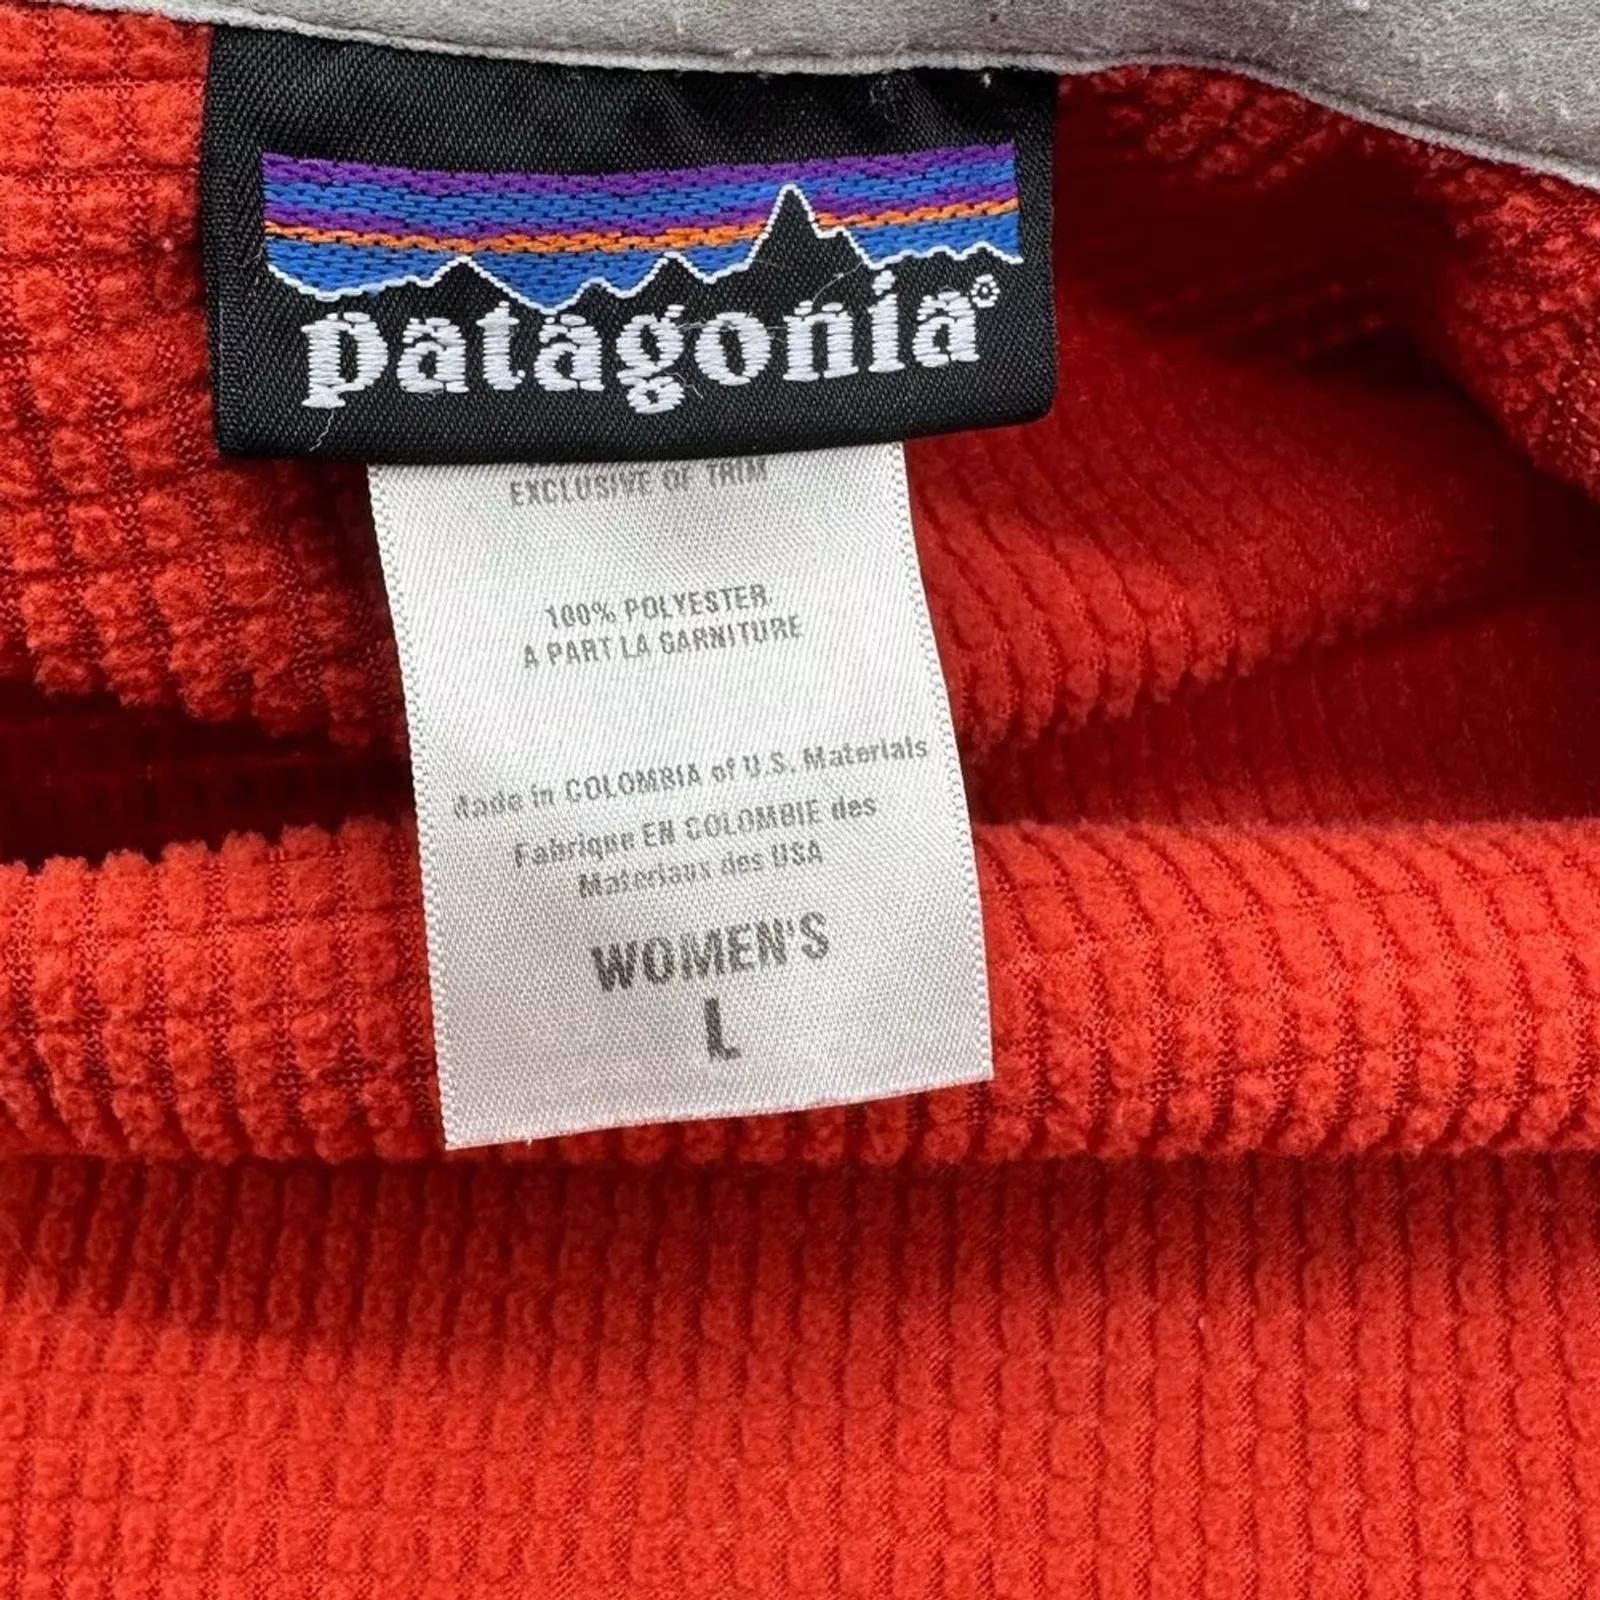 patagonia®
EXCLUSIVE OF TRIM
100% POLYESTER
A PART LA GARNITURE
Made in COLOMBIA of U.S. Materials
Fabrique EN COLOMBIE des
Materiaux des USA
WOMEN'S
L